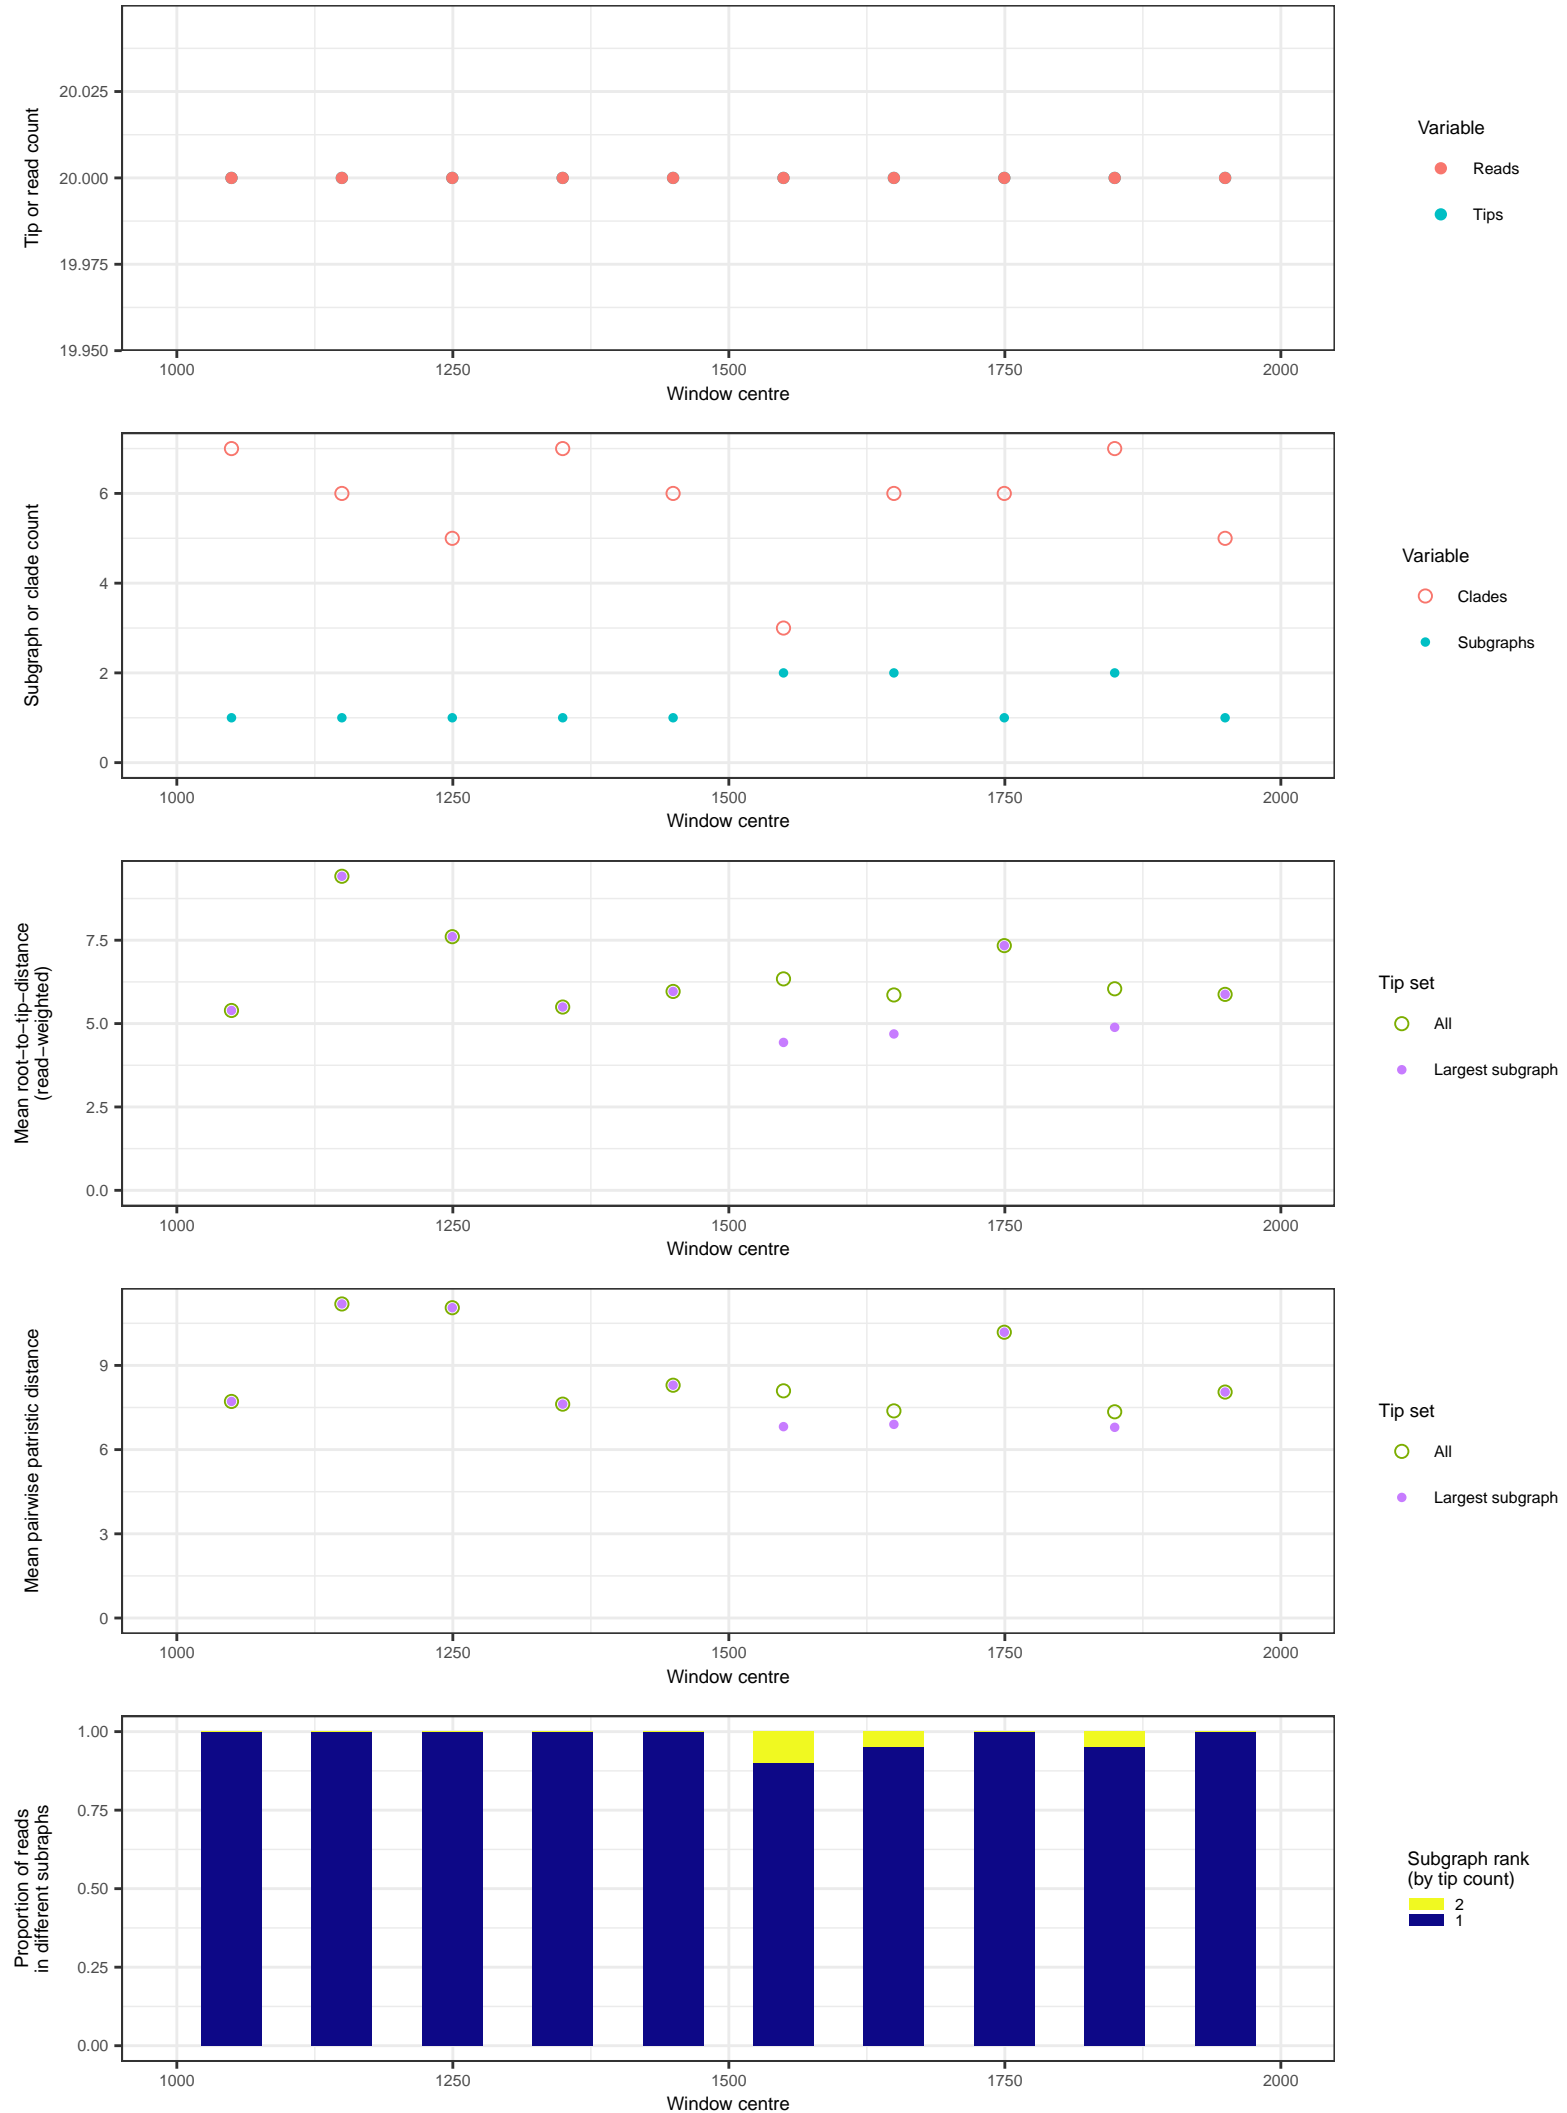 Tip or read count
20.025
20.000
19.975
19.950
1000 1250 1500 1750 2000
Window centre
Variable
Reads
Tips
Subgraph or clade count
6
4
2
0
1000 1250 1500 1750 2000
Window centre
Variable
Clades
Subgraphs
Mean root−to−tip−distance
(read−weighted)
7.5
5.0
2.5
0.0
1000 1250 1500 1750 2000
Window centre
Tip set
All
Largest subgraph
Mean pairwise patristic distance
9
6
3
0
1000 1250 1500 1750 2000
Window centre
Tip set
All
Largest subgraph
Proportion of reads
in different subraphs
1.00
0.75
0.50
0.25
0.00
1000 1250 1500 1750 2000
Window centre
Subgraph rank
(by tip count)
2
1